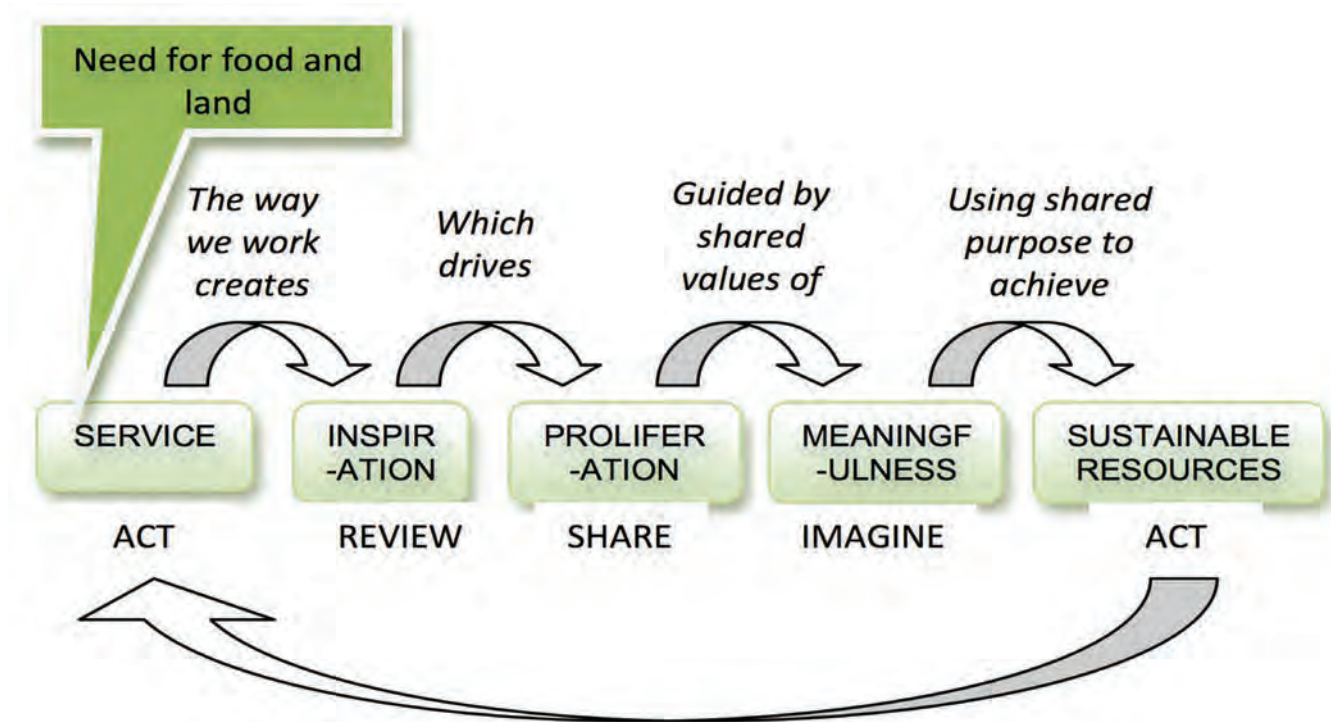 Need for food and
land
The way
we work
creates
Which
drives
Guided by
shared
values of
Using shared
purpose to
achieve
SERVICE
INSPIR
-ATION
PROLIFER
-ATION
MEANINGF
-ULNESS
SUSTAINABLE
RESOURCES
ACT
REVIEW
SHARE
IMAGINE
ACT